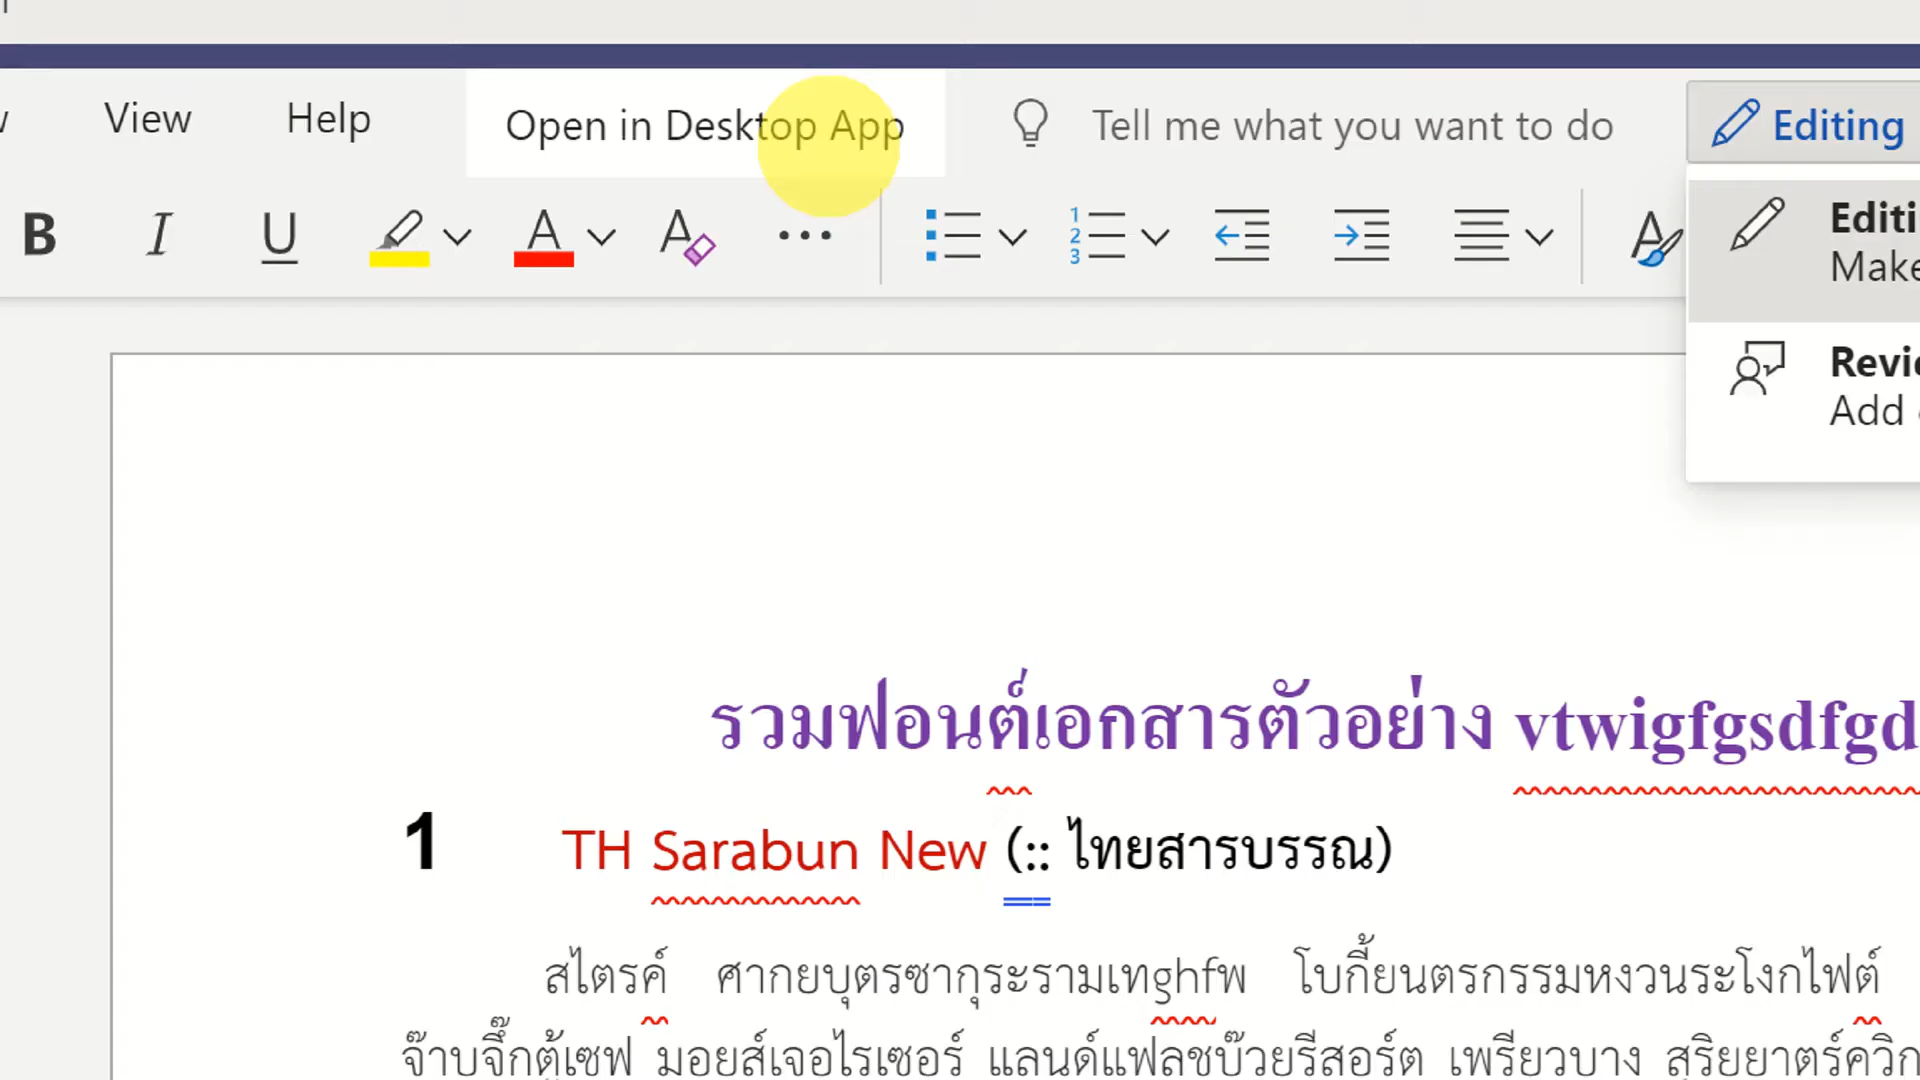 View Help Open in Desktop App Tell me what you want to do Editing
B I U A A
Make
Add
รวมฟอนต์เอกสารตัวอย่าง vtwigfgsdfgd
1 TH Sarabun New (:: ไทยสารบรรณ)
สไตรค์ ศากยบุตรซากุระรามเทghfพ โบกี้ยนตรกรรมหงวนระโงกไฟต์
จ๊าบจิ๊กตู้เซฟ มอยส์เจอไรเซอร์ แลนด์แฟลชบ๊วยรีสอร์ต เพรียวบาง สุริยยาตร์ควิก